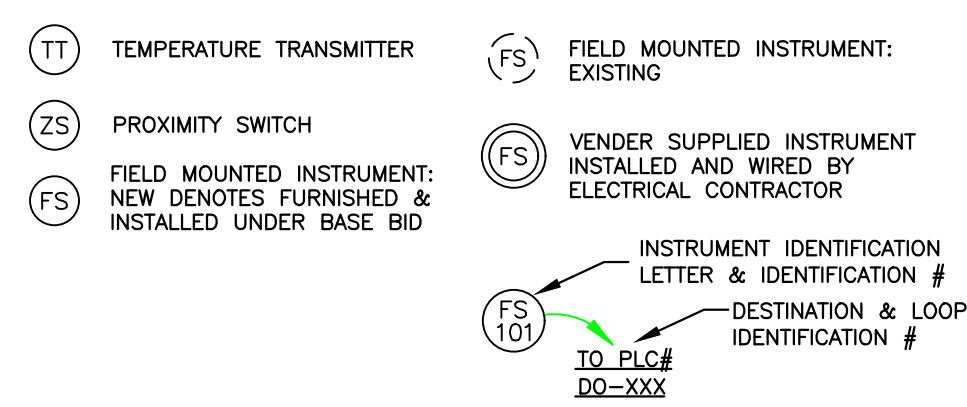 TT TEMPERATURE TRANSMITTER
ZS PROXIMITY SWITCH
FS FIELD MOUNTED INSTRUMENT:
NEW DENOTES FURNISHED &
INSTALLED UNDER BASE BID
FS FIELD MOUNTED INSTRUMENT:
EXISTING
FS VENDER SUPPLIED INSTRUMENT
INSTALLED AND WIRED BY
ELECTRICAL CONTRACTOR
INSTRUMENT IDENTIFICATION
LETTER & IDENTIFICATION #
FS
101
DESTINATION & LOOP
IDENTIFICATION #
TO PLC#
DO-XXX